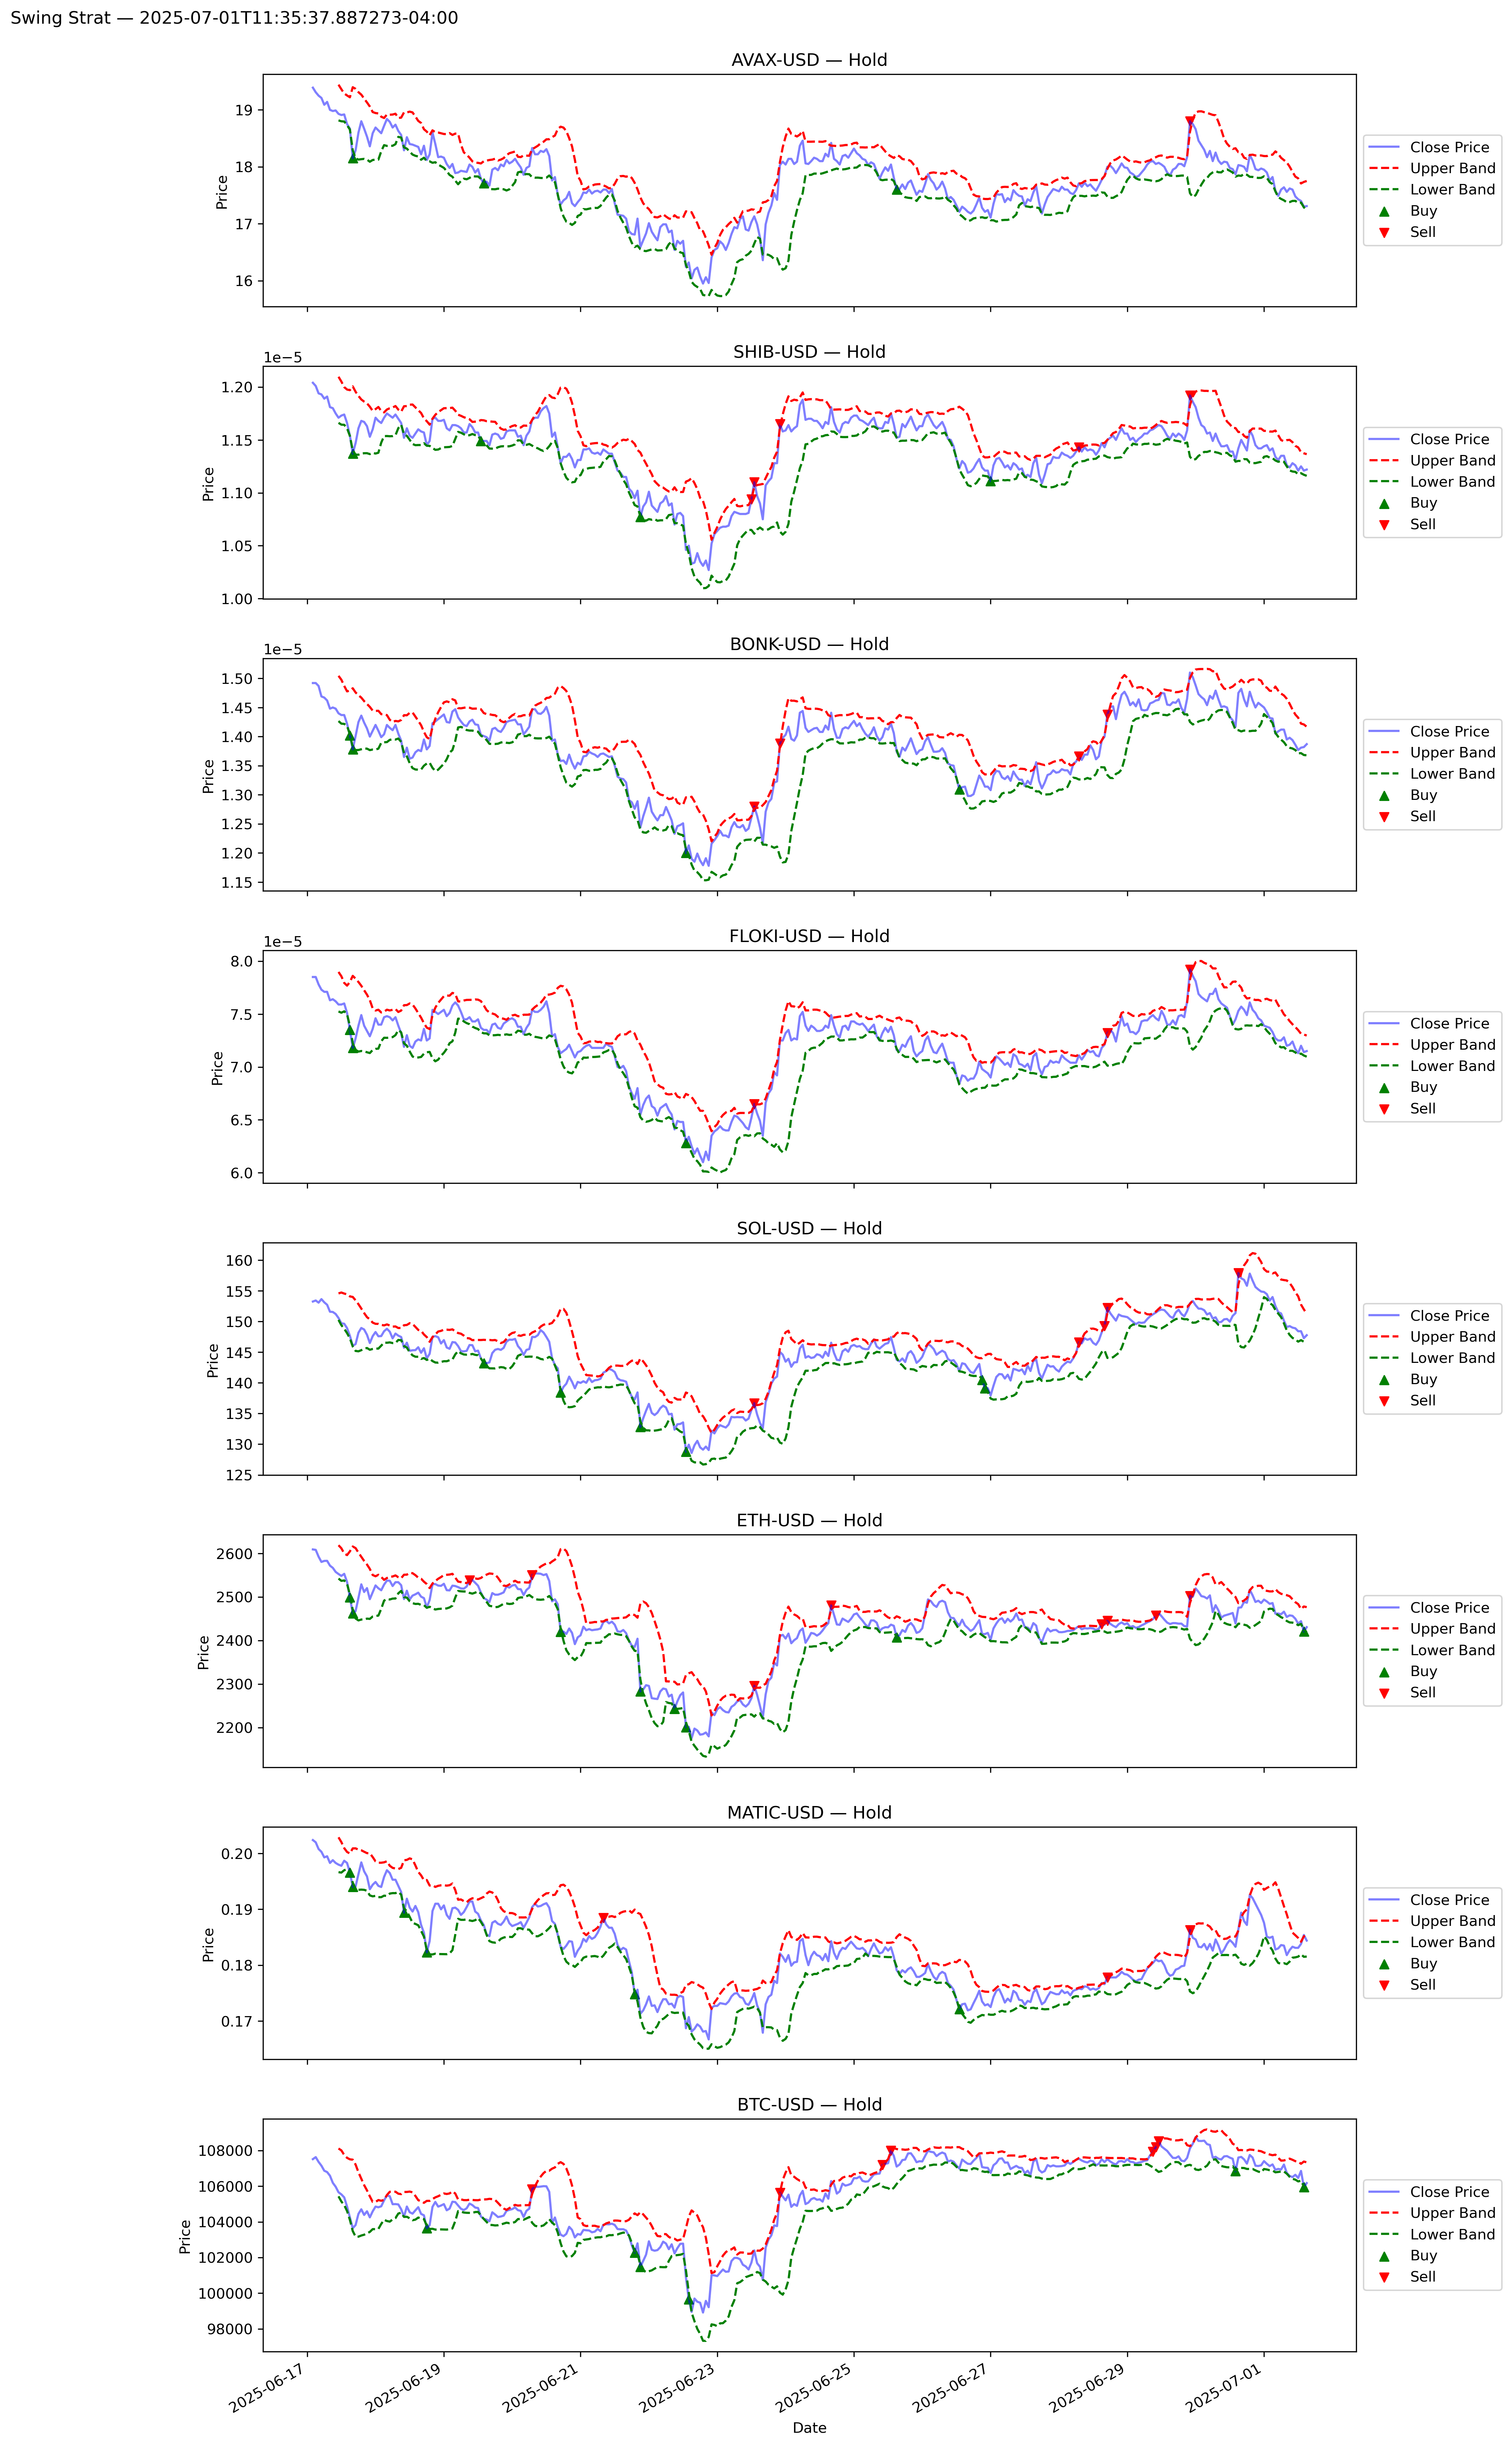 Swing Strat — 2025-07-01T11:35:37.887273-04:00
AVAX-USD — Hold
19
18
17
16
Price
Close Price
Upper Band
Lower Band
Buy
Sell
SHIB-USD — Hold
1e−5
1.20
1.15
1.10
1.05
1.00
Price
Close Price
Upper Band
Lower Band
Buy
Sell
BONK-USD — Hold
1e−5
1.50
1.45
1.40
1.35
1.30
1.25
1.20
1.15
Price
Close Price
Upper Band
Lower Band
Buy
Sell
FLOKI-USD — Hold
1e−5
8.0
7.5
7.0
6.5
6.0
Price
Close Price
Upper Band
Lower Band
Buy
Sell
SOL-USD — Hold
160
155
150
145
140
135
130
125
Price
Close Price
Upper Band
Lower Band
Buy
Sell
ETH-USD — Hold
2600
2500
2400
2300
2200
Price
Close Price
Upper Band
Lower Band
Buy
Sell
MATIC-USD — Hold
0.20
0.19
0.18
0.17
Price
Close Price
Upper Band
Lower Band
Buy
Sell
BTC-USD — Hold
108000
106000
104000
102000
100000
98000
Price
Close Price
Upper Band
Lower Band
Buy
Sell
2025-06-17
2025-06-19
2025-06-21
2025-06-23
2025-06-25
2025-06-27
2025-06-29
2025-07-01
Date